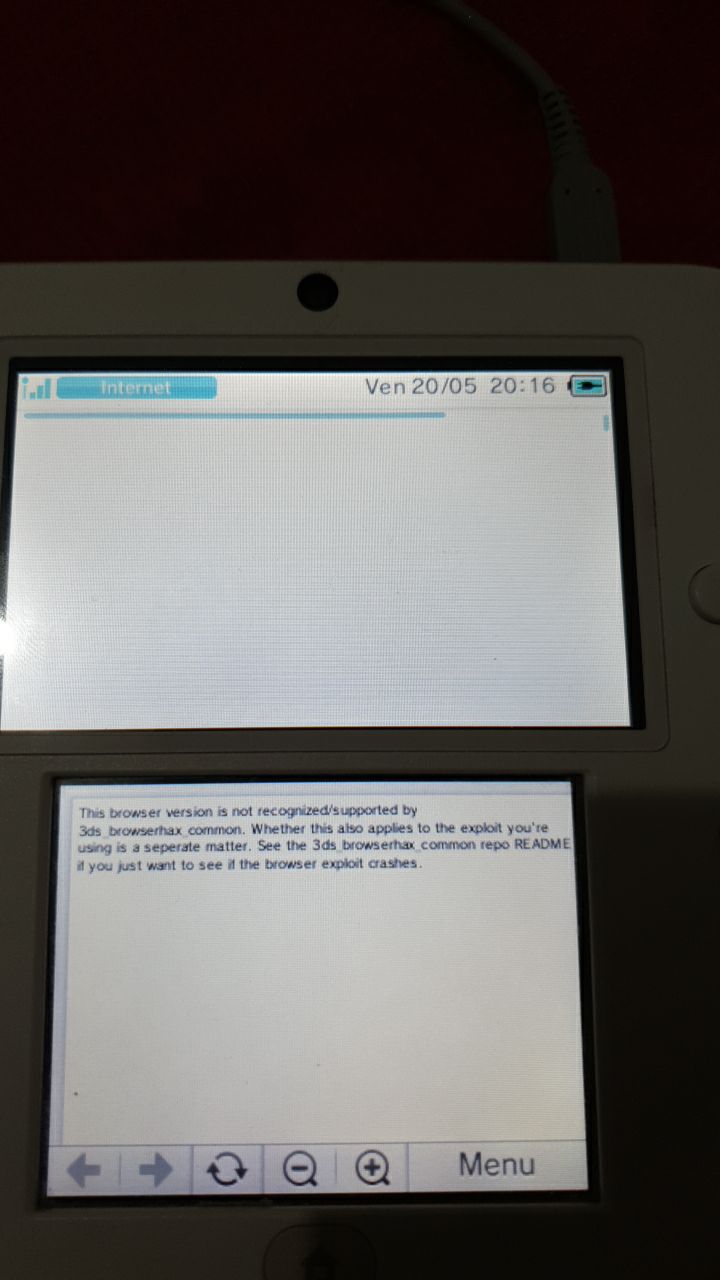 Internet
Ven 20/05 20:16
This browser version is not recognized/supported by
3ds_browserhax_common. Whether this also applies to the exploit you're
using is a seperate matter. See the 3ds_browserhax_common repo README
if you just want to see if the browser exploit crashes.
Menu